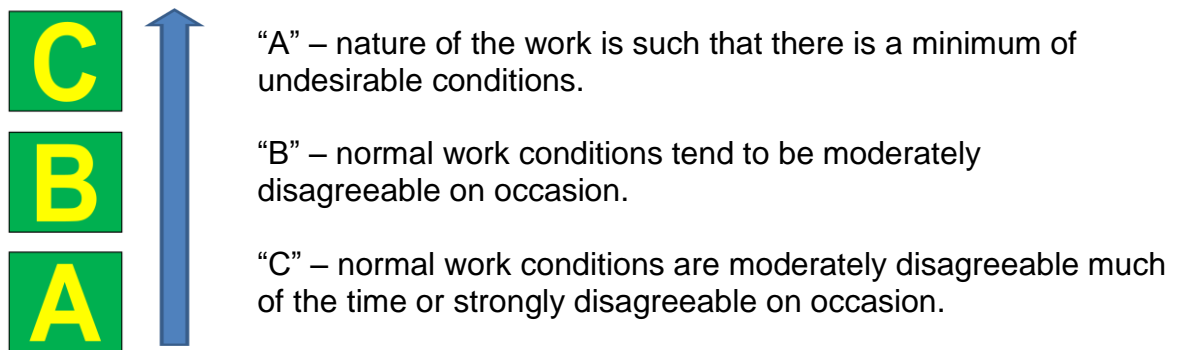 C
B
A
“A” – nature of the work is such that there is a minimum of
undesirable conditions.
“B” – normal work conditions tend to be moderately
disagreeable on occasion.
“C” – normal work conditions are moderately disagreeable much
of the time or strongly disagreeable on occasion.